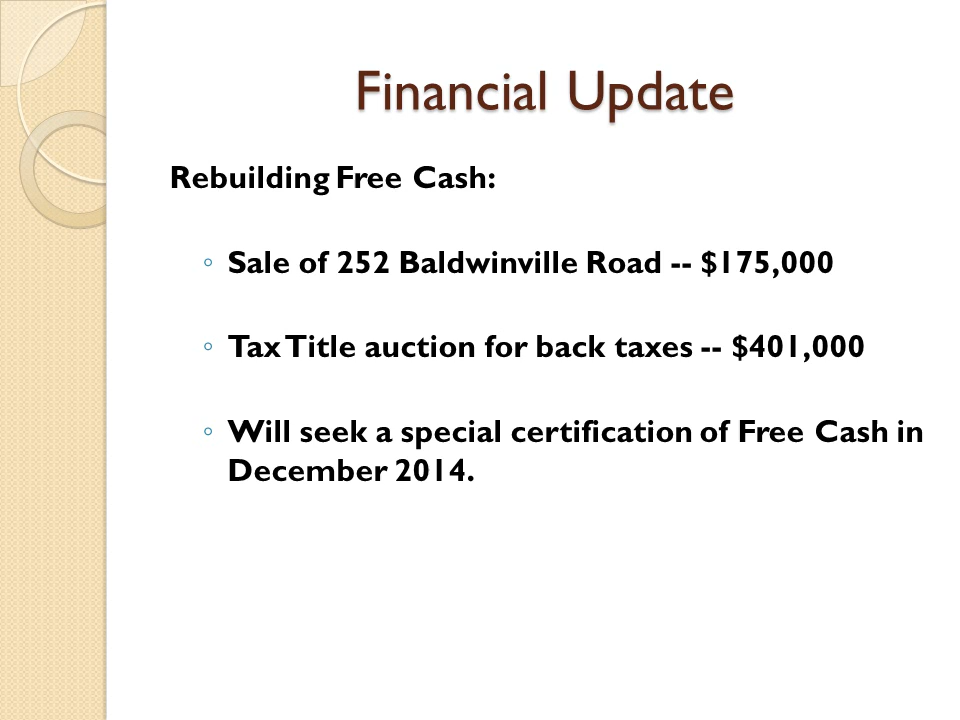 Financial Update
Rebuilding Free Cash:
◦ Sale of 252 Baldwinville Road -- $175,000
◦ Tax Title auction for back taxes -- $401,000
◦ Will seek a special certification of Free Cash in
December 2014.